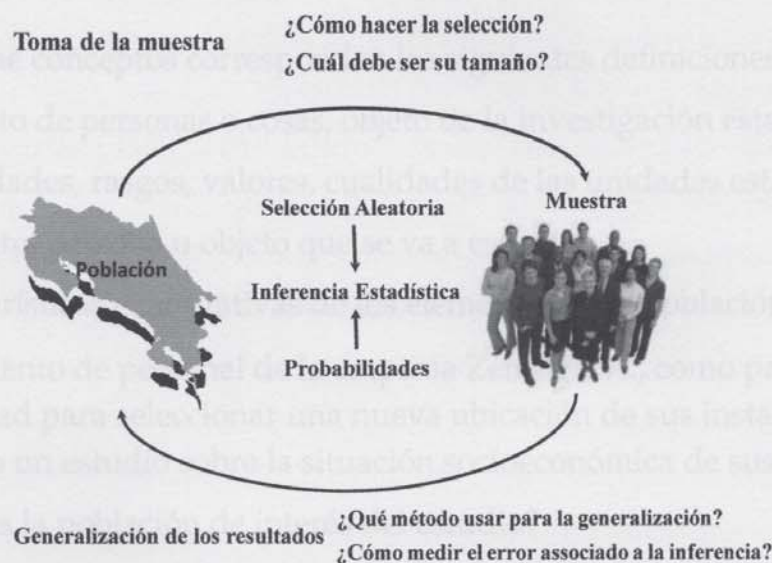 ¿Cómo hacer la selección?
Toma de la muestra
¿Cuál debe ser su tamaño?
Selección Aleatoria
Muestra
Población
Inferencia Estadística
Probabilidades
¿Qué método usar para la generalización?
Generalización de los resultados
¿Cómo medir el error associado a la inferencia?